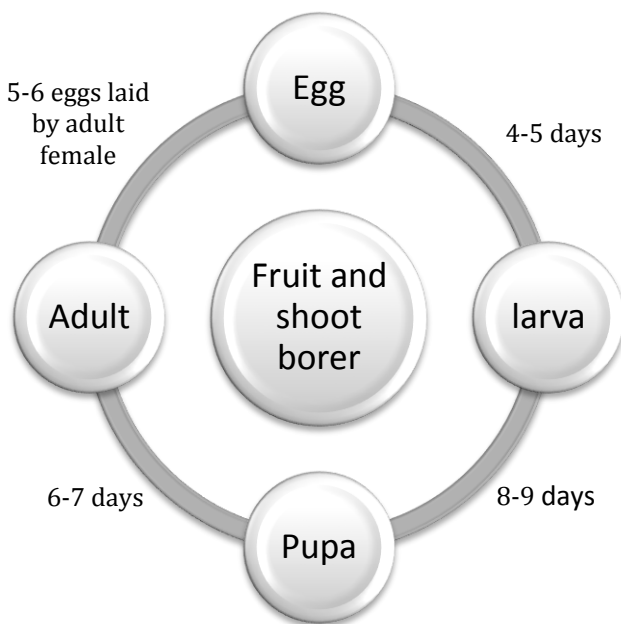 Egg
5-6 eggs laid
by adult
female
4-5 days
Adult
Fruit and
shoot
borer
larva
6-7 days
8-9 days
Pupa